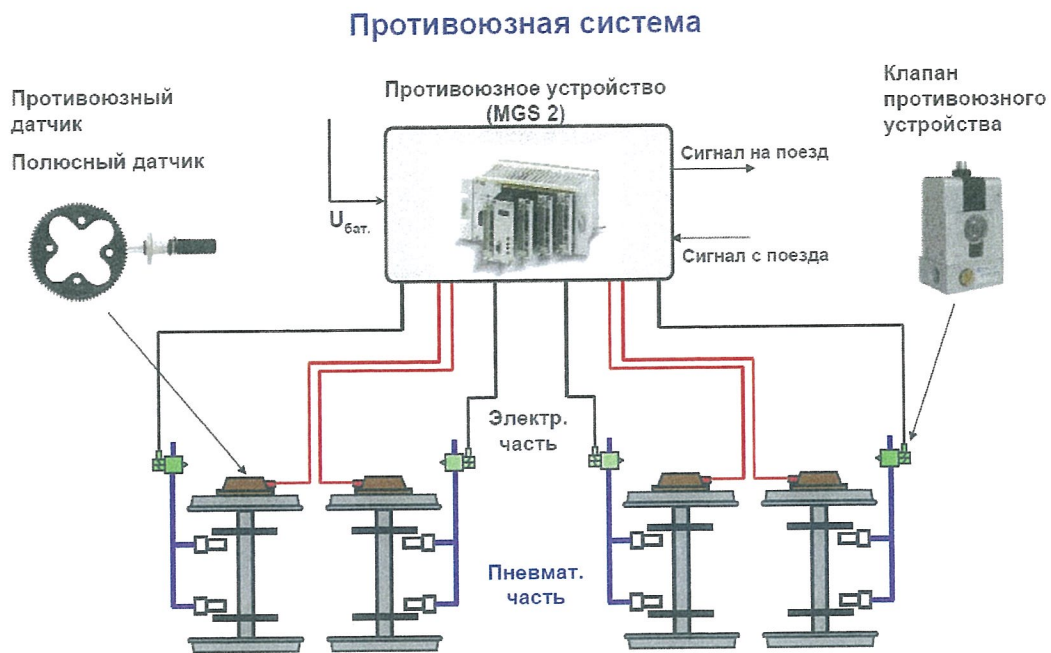 Противоюзная система
Противоюзный
датчик
Полюсный датчик
Противоюзное устройство
(MGS 2)
Клапан
противоюзного
устройства
Сигнал на поезд
Uбат.
Сигнал с поезда
Электр.
часть
Пневмат.
часть